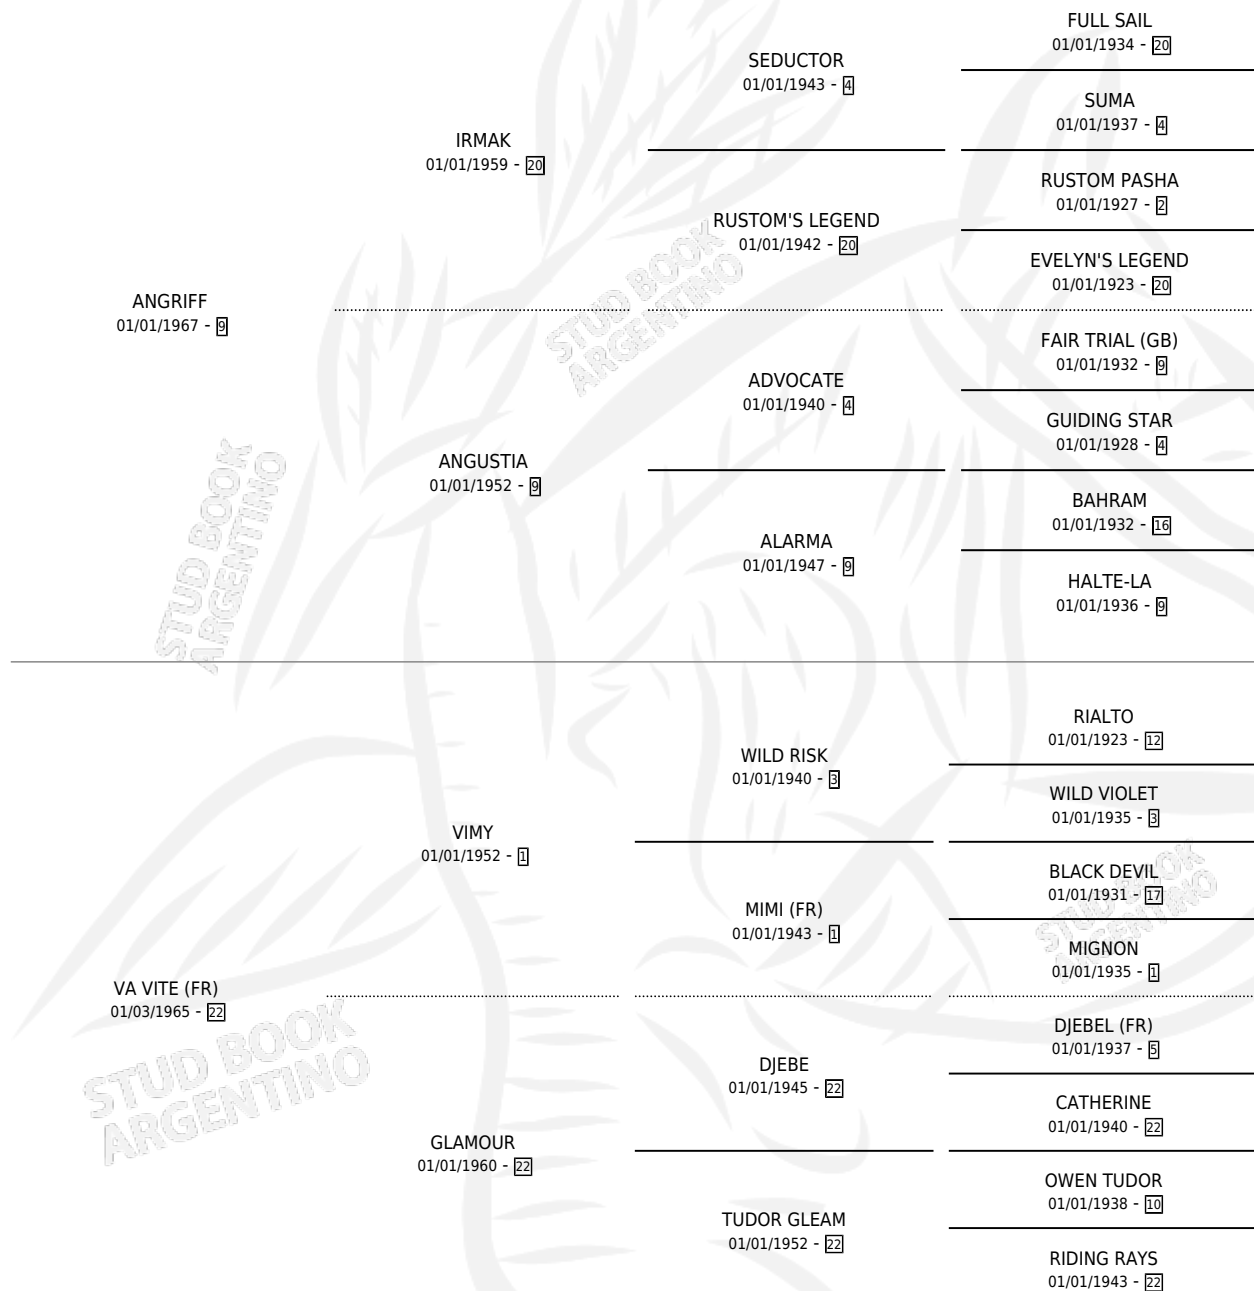 FULL SAIL
01/01/1934 - 20
SEDUCTOR
01/01/1943 - 4
SUMA
01/01/1937 - 4
IRMAK
01/01/1959 - 20
RUSTOM PASHA
01/01/1927 - 2
RUSTOM'S LEGEND
01/01/1942 - 20
EVELYN'S LEGEND
01/01/1923 - 20
ANGRIFF
01/01/1967 - 9
STUD BOOK
ARGENTINO
FAIR TRIAL (GB)
01/01/1932 - 9
ADVOCATE
01/01/1940 - 4
GUIDING STAR
01/01/1928 - 4
ANGUSTIA
01/01/1952 - 9
BAHRAM
01/01/1932 - 16
ALARMA
01/01/1947 - 9
HALTE-LA
01/01/1936 - 9
STUD BOOK
ARGENTINO
RIALTO
01/01/1923 - 12
WILD RISK
01/01/1940 - 3
WILD VIOLET
01/01/1935 - 3
VIMY
01/01/1952 - 1
BLACK DEVIL
01/01/1931 - 17
MIMI (FR)
01/01/1943 - 1
STUD BOOK
ARGENTINO
MIGNON
01/01/1935 - 1
VA VITE (FR)
01/03/1965 - 22
STUD BOOK
ARGENTINO
DJEBEL (FR)
01/01/1937 - 5
DJEBE
01/01/1945 - 22
CATHERINE
01/01/1940 - 22
GLAMOUR
01/01/1960 - 22
OWEN TUDOR
01/01/1938 - 10
TUDOR GLEAM
01/01/1952 - 22
RIDING RAYS
01/01/1943 - 22